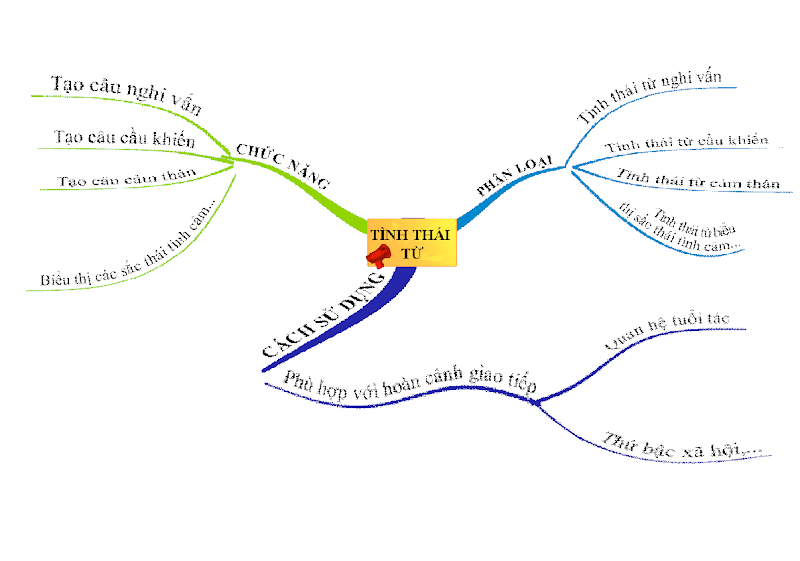 TÌNH THÁI
TỪ
CHỨC NĂNG
Tạo câu nghi vấn
Tạo câu cầu khiến
Tạo câu cảm thán
Biểu thị các sắc thái tình cảm...
PHÂN LOẠI
Tình thái từ nghi vấn
Tình thái từ cầu khiến
Tình thái từ cảm thán
Tình thái từ biểu
thị sắc thái tình cảm...
CÁCH SỬ DỤNG
Phù hợp với hoàn cảnh giao tiếp
Quan hệ tuổi tác
Thứ bậc xã hội,...